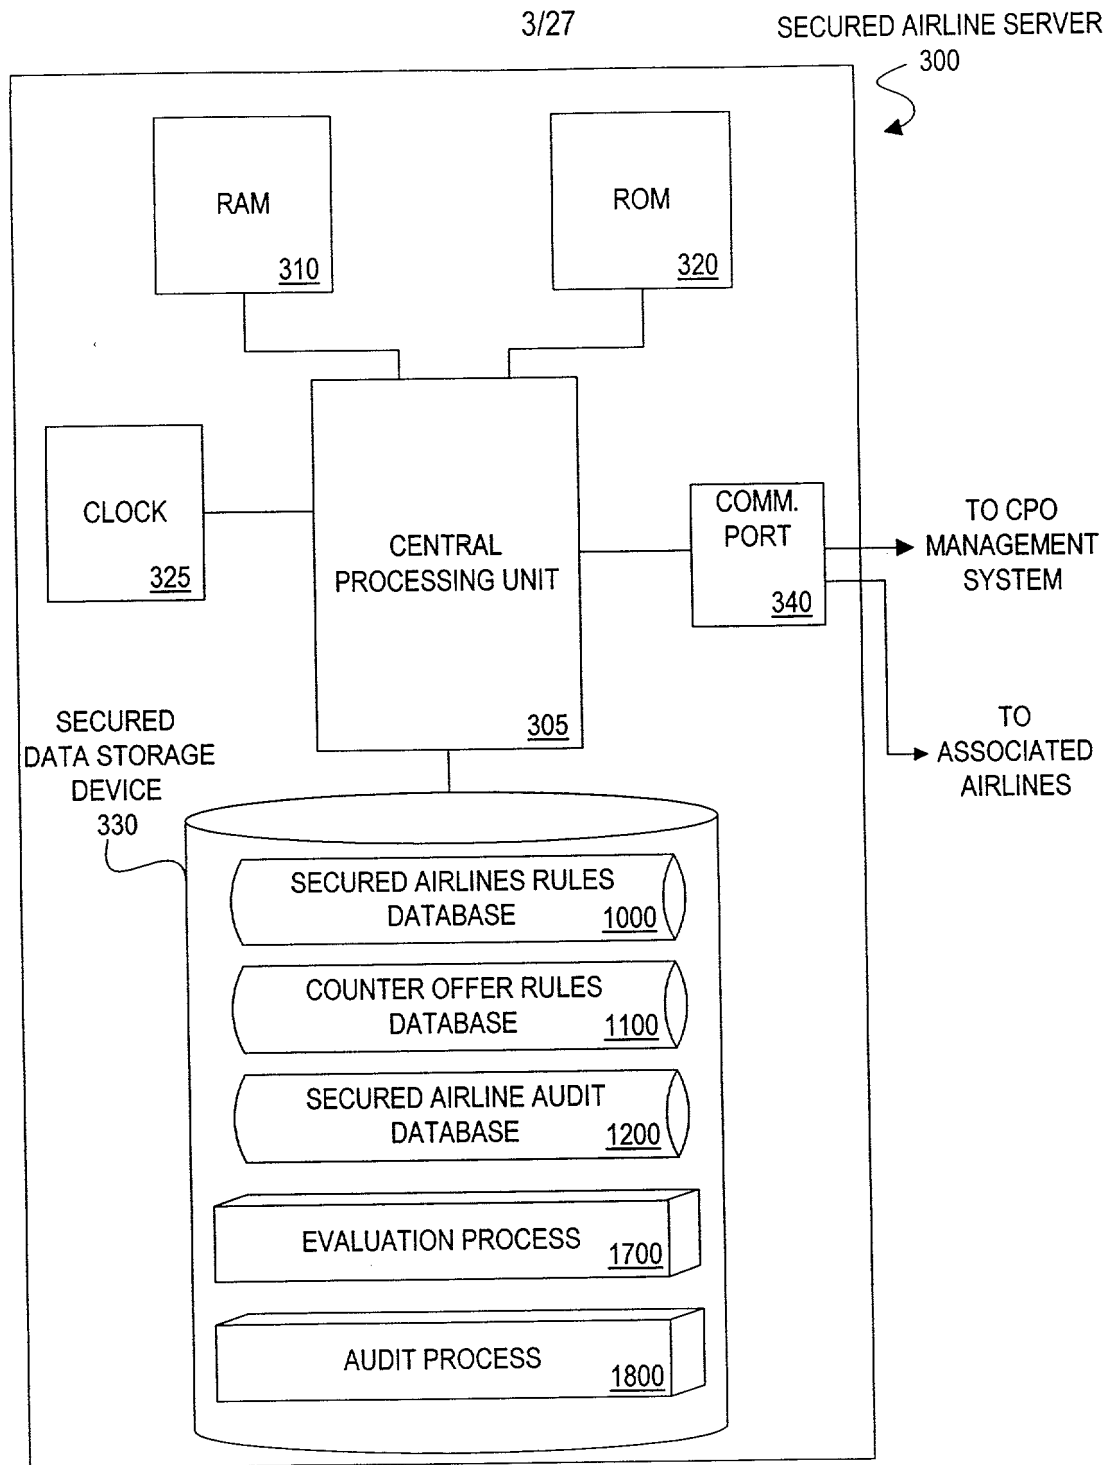 3/27
SECURED AIRLINE SERVER
300
RAM
310
ROM
320
CLOCK
325
CENTRAL
PROCESSING UNIT
305
COMM.
PORT
340
TO CPO
MANAGEMENT
SYSTEM
TO
ASSOCIATED
AIRLINES
SECURED
DATA STORAGE
DEVICE
330
SECURED AIRLINES RULES
DATABASE 1000
COUNTER OFFER RULES
DATABASE 1100
SECURED AIRLINE AUDIT
DATABASE 1200
EVALUATION PROCESS 1700
AUDIT PROCESS 1800